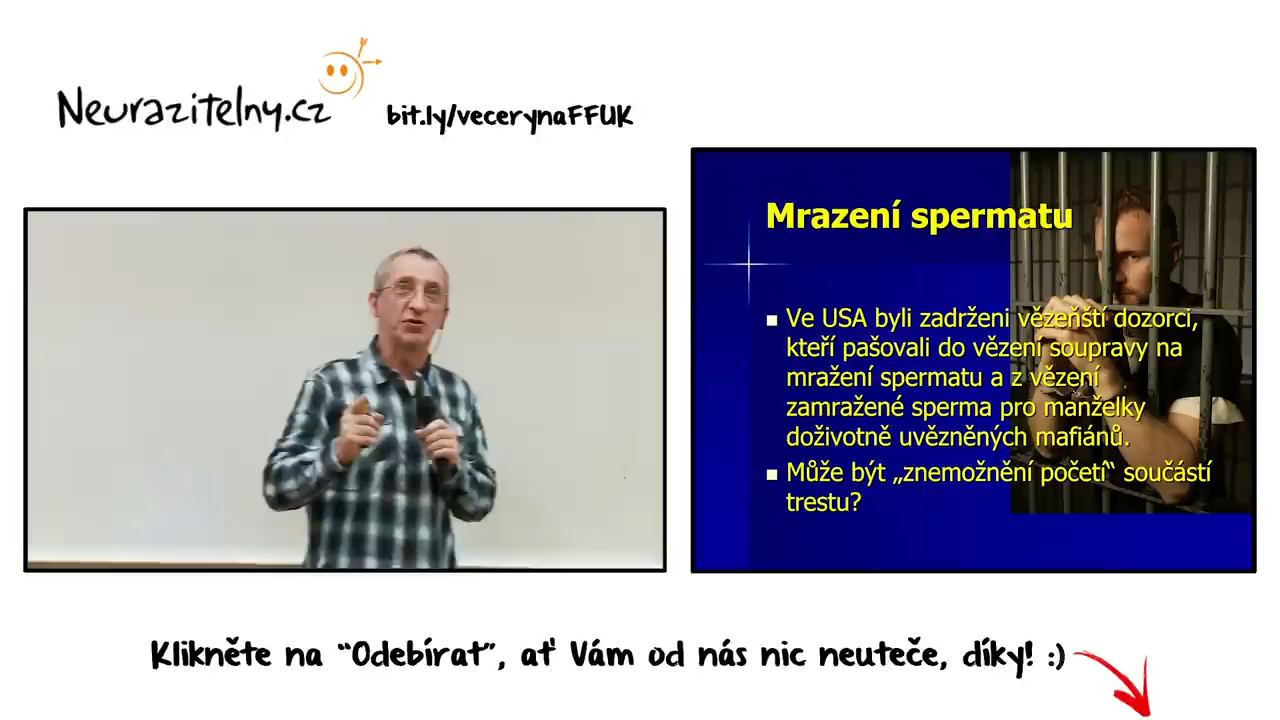 Neurazitelny.cz
bit.ly/vecerynaFFUK
Mrazení spermatu
Ve USA byli zadrženi vězeňští dozorci,
kteří pašovali do vězení soupravy na
mražení spermatu a z vězení
zamražené sperma pro manželky
doživotně uvězněných mafiánů.
Může být „znemožnění početí“ součástí
trestu?
Klikněte na “Odebírat”, ať Vám od nás nic neuteče, díky! :)